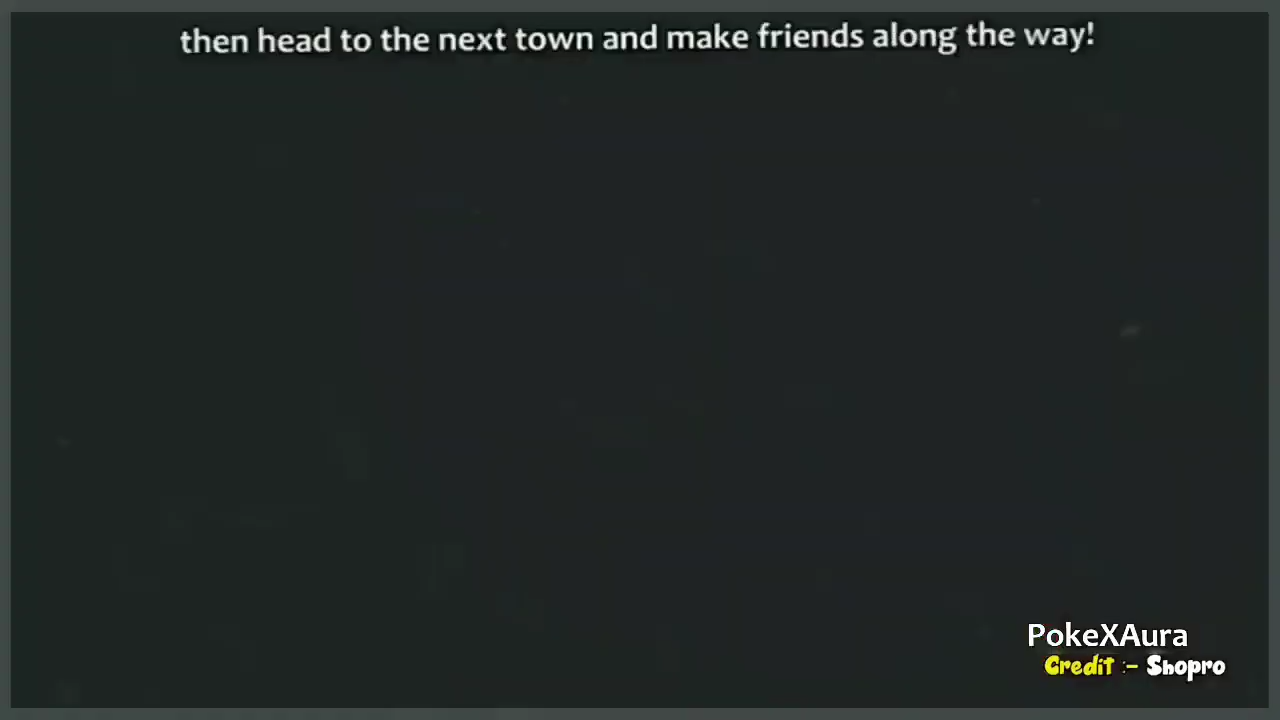 then head to the next town and make friends along the way!
PokeXAura
Credit :- Shopro